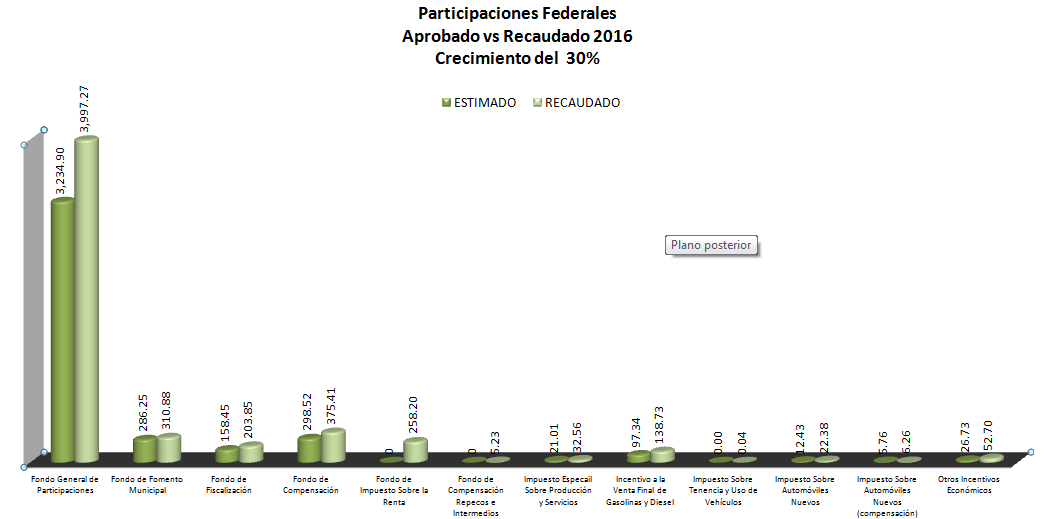 Participaciones Federales
Aprobado vs Recaudado 2016
Crecimiento del 30%
ESTIMADO
RECAUDADO
3,234.90
3,997.27
286.25
310.88
158.45
203.85
298.52
375.41
0
258.20
0
5.23
21.01
32.56
97.34
138.73
0.00
0.04
12.43
22.38
5.76
6.26
26.73
52.70
Plano posterior
Fondo General de
Participaciones
Fondo de Fomento
Municipal
Fondo de
Fiscalización
Fondo de
Compensación
Fondo de
Impuesto Sobre la
Renta
Fondo de
Compensación
Repecos e
Intermedios
Impuesto Especail
Sobre Producción
y Servicios
Incentivo a la
Venta Final de
Gasolinas y Diesel
Impuesto Sobre
Tenencia y Uso de
Vehículos
Impuesto Sobre
Automóviles
Nuevos
Impuesto Sobre
Automóviles
Nuevos
(compensación)
Otros Incentivos
Económicos